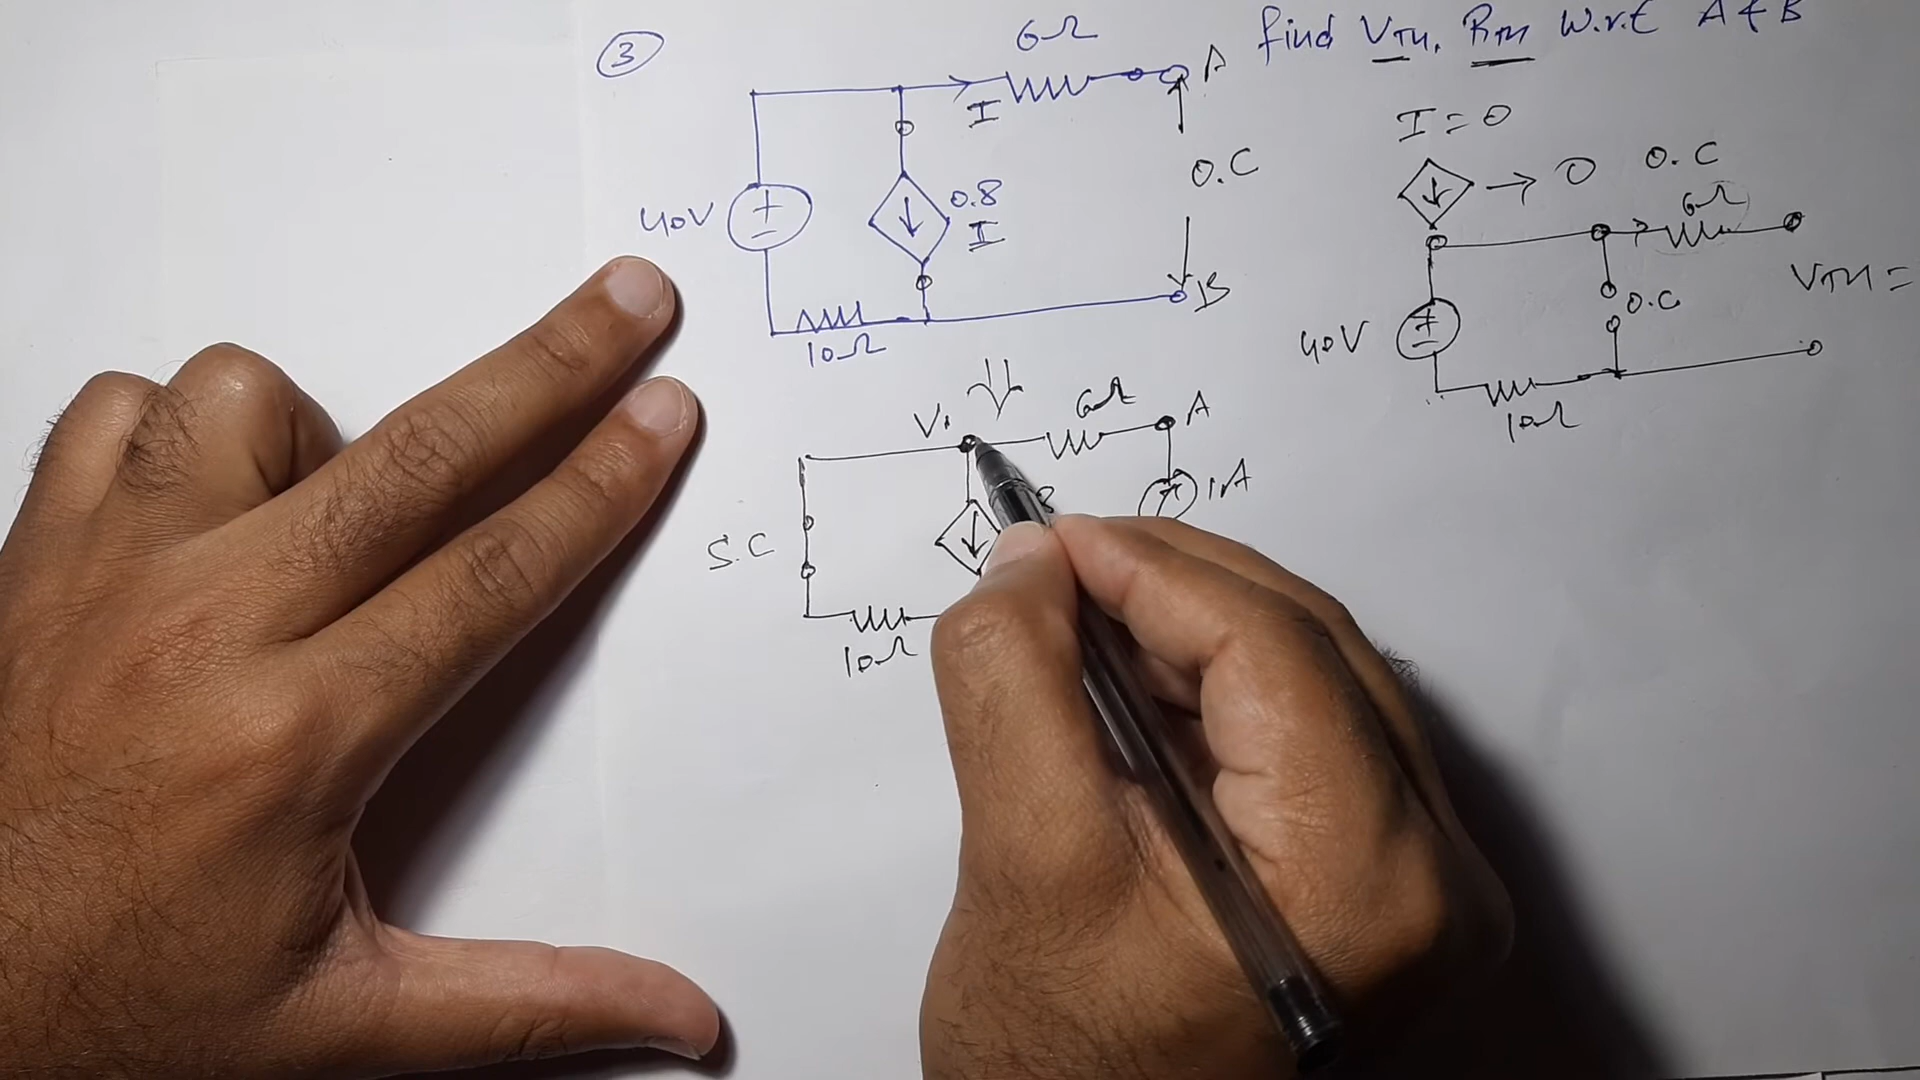 3
find VTH, RTH W.r.t A & B
6Ω
A
I
I = 0
→ 0
O.C
O.C
40V
+
-
0.8
I
6Ω
VTH =
B
O.C
10Ω
40V
+
-
10Ω
V1
6Ω
A
1A
S.C
10Ω